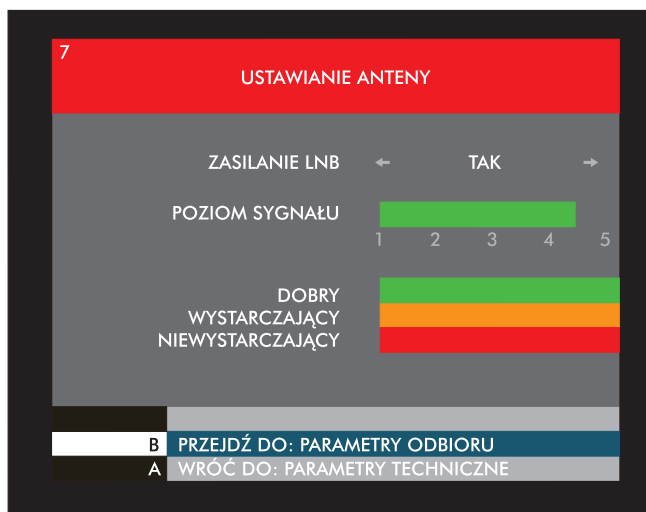 7
USTAWIANIE ANTENY
ZASILANIE LNB ← TAK →
POZIOM SYGNAŁU
1 2 3 4 5
DOBRY
WYSTARCZAJĄCY
NIEWYSTARCZAJĄCY
B PRZEJDŹ DO: PARAMETRY ODBIORU
A WRÓĆ DO: PARAMETRY TECHNICZNE